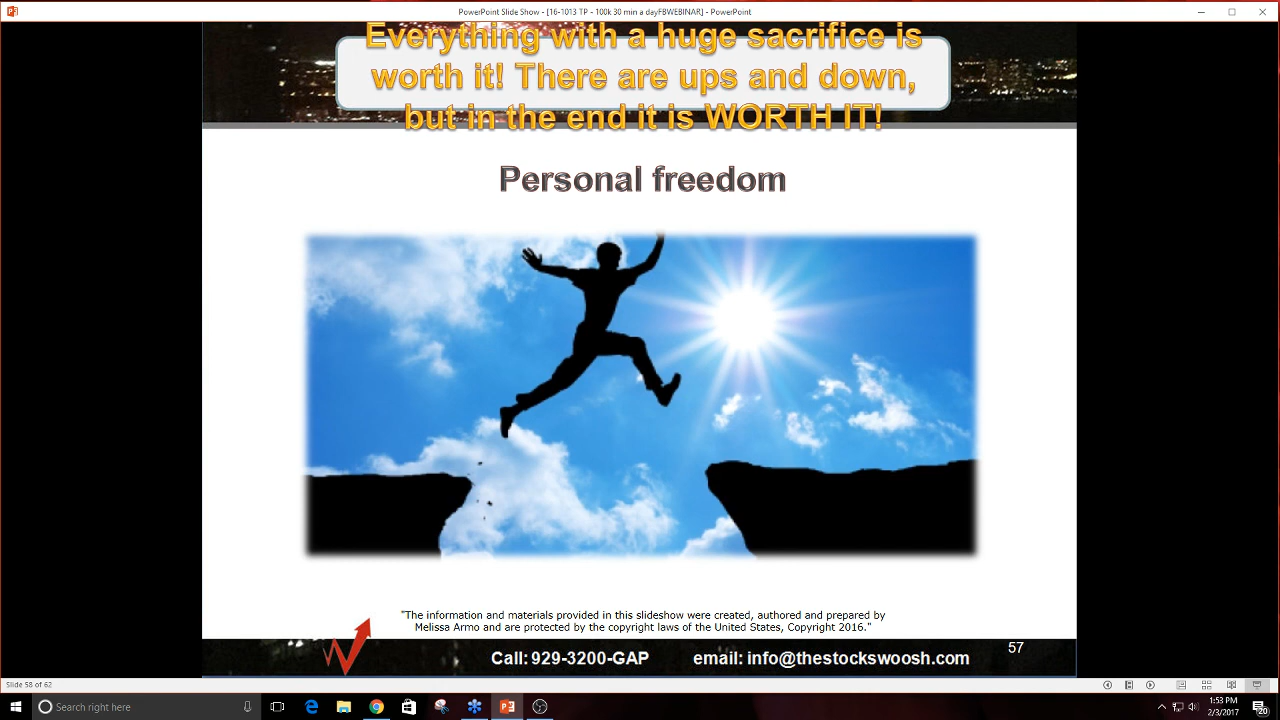 PowerPoint Slide Show - [16-1013 TP - 100k 30 min a dayFBWEBINAR] - PowerPoint
Everything with a huge sacrifice is
worth it! There are ups and down,
but in the end it is WORTH IT!
Personal freedom
"The information and materials provided in this slideshow were created, authored and prepared by
Melissa Armo and are protected by the copyright laws of the United States, Copyright 2016."
57
Call: 929-3200-GAP email: info@thestockswoosh.com
Slide 58 of 62
Search right here
1:53 PM
2/3/2017
20